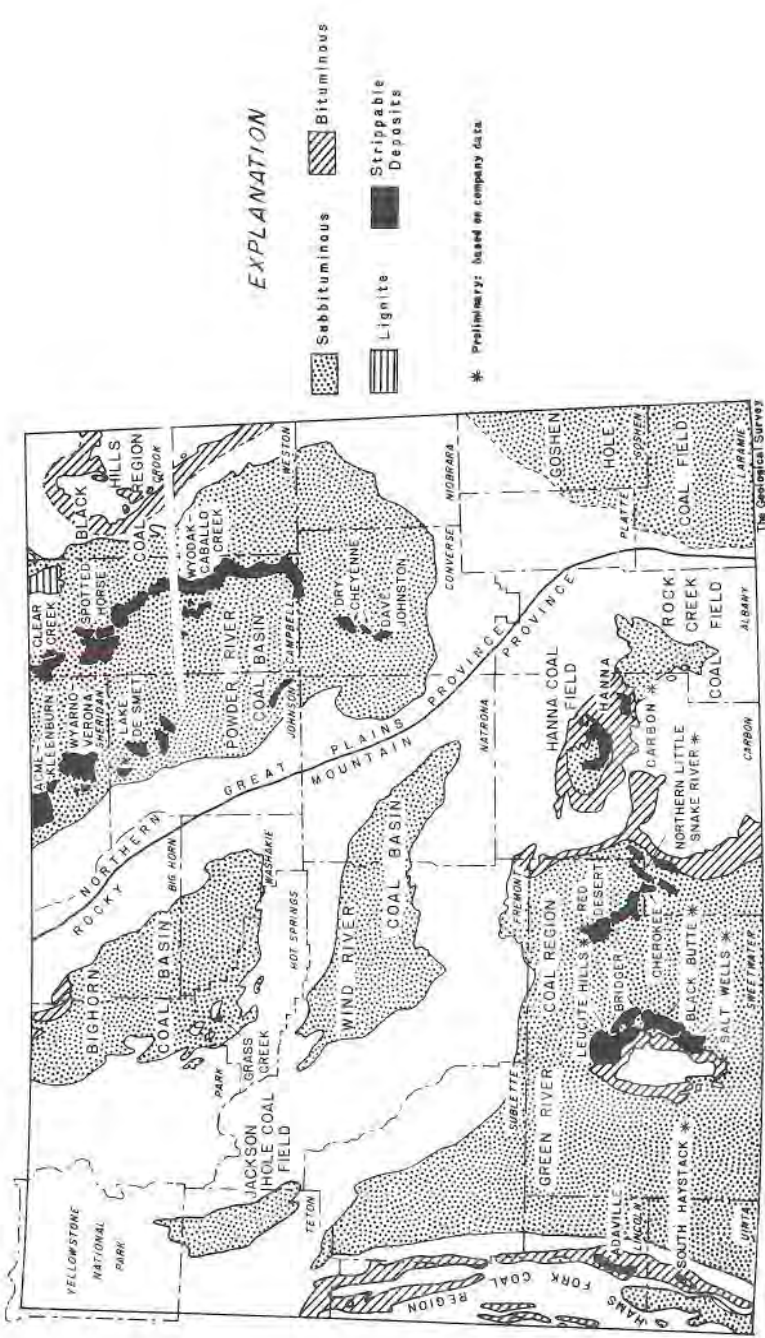 EXPLANATION
Subbituminous
Bituminous
Lignite
Strippable
Deposits
* Preliminary: based on company data
YELLOWSTONE
NATIONAL
PARK
BIGHORN
COAL BASIN
BIG HORN
WASHAKIE
PARK
HOT SPRINGS
GRASS
CREEK
JACKSON
HOLE COAL
FIELD
TETON
WIND RIVER
COAL BASIN
NORTHERN GREAT PLAINS PROVINCE
ROCKY MOUNTAIN PROVINCE
ACME-
KLEENBURN
WYARNO-
VERONA
SHERIDAN
LAKE
DE SMET
CLEAR
CREEK
SPOTTED
HORSE
POWDER RIVER
COAL BASIN
JOHNSON
CAMPBELL
WYODAK-
CABALLO
CREEK
BLACK
HILLS
REGION
COAL
CROOK
WESTON
DRY
CHEYENNE
DAVE
JOHNSTON
CONVERSE
NIOBRARA
NATRONA
FREMONT
SUBLETTE
GREEN RIVER COAL REGION
LEUCITE HILLS *
BRIDGER
RED
DESERT
CHEROKEE
BLACK BUTTE *
SALT WELLS *
SWEETWATER
NORTHERN LITTLE
SNAKE RIVER *
HANNA COAL
FIELD
HANNA
CARBON *
CARBON
ROCK
CREEK
COAL FIELD
ALBANY
PLATTE
GOSHEN
HOLE
COAL FIELD
GOSHEN
LARAMIE
HAMS FORK COAL
REGION
ADAVILLE
LINCOLN
SOUTH HAYSTACK *
UINTA
The Geological Survey